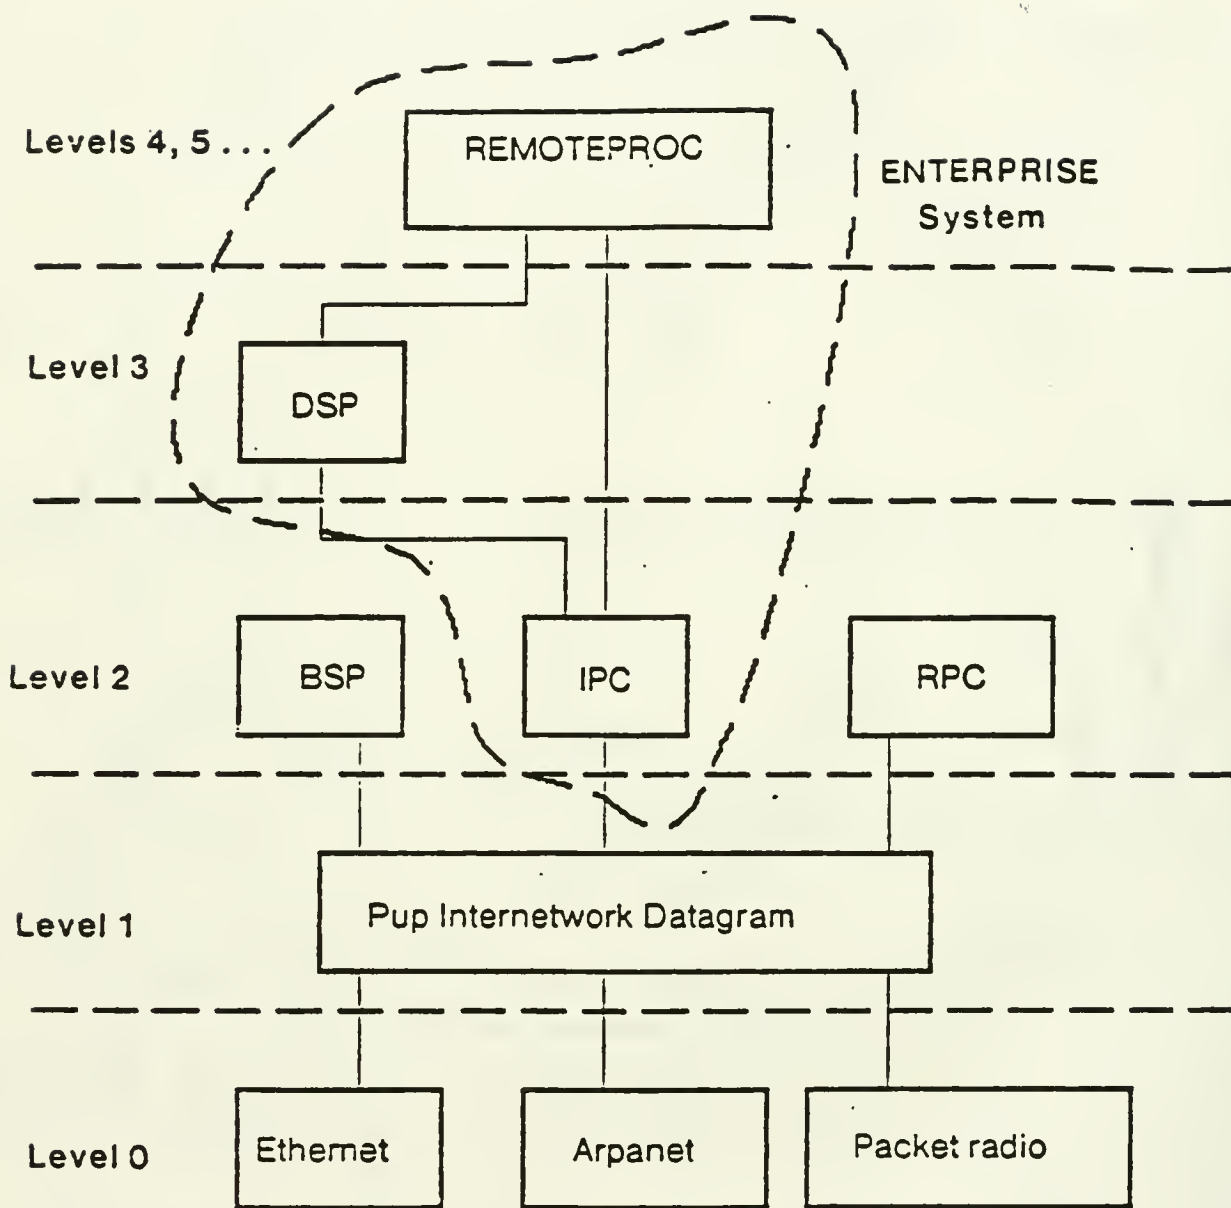 Levels 4, 5 . . .
REMOTEPROC
ENTERPRISE
System
Level 3
DSP
Level 2
BSP
IPC
RPC
Level 1
Pup Internetwork Datagram
Level 0
Ethernet
Arpanet
Packet radio